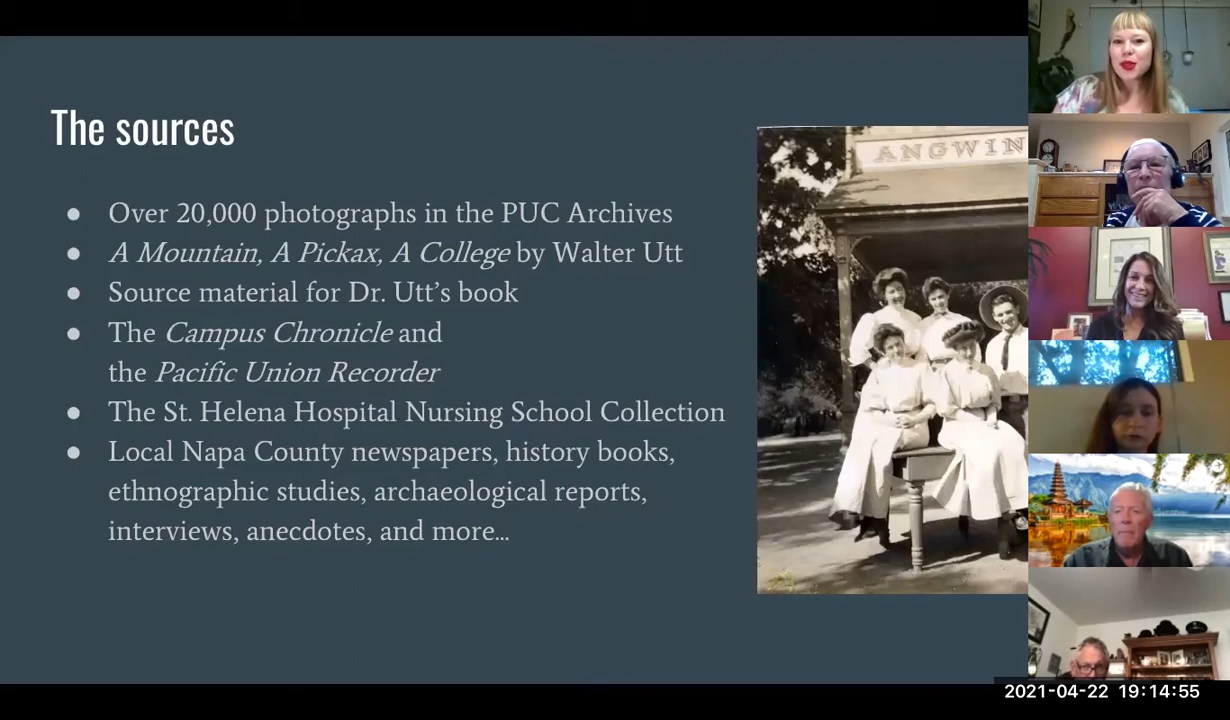 The sources
● Over 20,000 photographs in the PUC Archives
● A Mountain, A Pickax, A College by Walter Utt
● Source material for Dr. Utt’s book
● The Campus Chronicle and
the Pacific Union Recorder
● The St. Helena Hospital Nursing School Collection
● Local Napa County newspapers, history books,
ethnographic studies, archaeological reports,
interviews, anecdotes, and more...
ANGWIN
2021-04-22 19:14:55